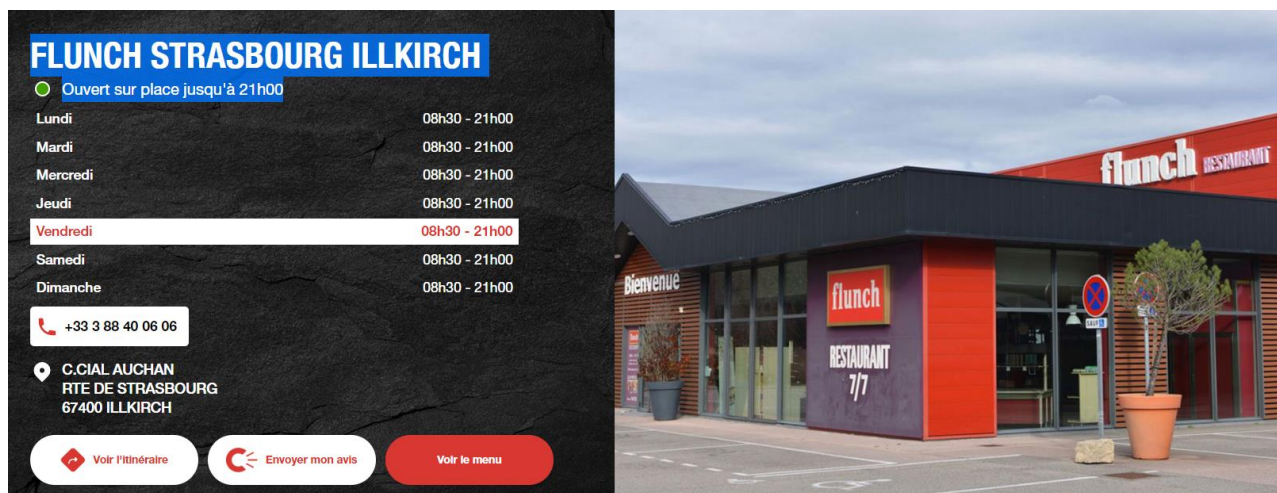 FLUNCH STRASBOURG ILLKIRCH
Ouvert sur place jusqu'à 21h00
Lundi 08h30 - 21h00
Mardi 08h30 - 21h00
Mercredi 08h30 - 21h00
Jeudi 08h30 - 21h00
Vendredi 08h30 - 21h00
Samedi 08h30 - 21h00
Dimanche 08h30 - 21h00
+33 3 88 40 06 06
C.CIAL AUCHAN
RTE DE STRASBOURG
67400 ILLKIRCH
Voir l'itinéraire
Envoyer mon avis
Voir le menu
flunch RESTAURANT
Bienvenue
flunch
RESTAURANT
7/7
SAUF